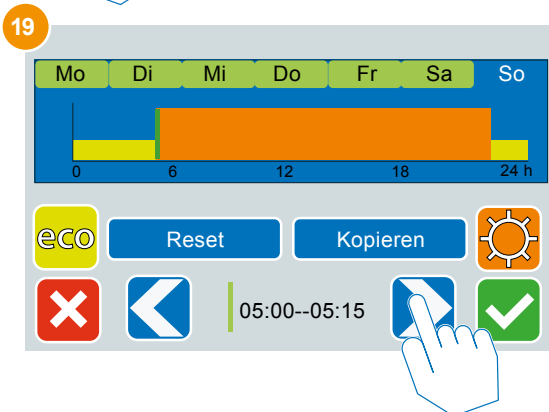 19
Mo Di Mi Do Fr Sa So
0 6 12 18 24 h
eco Reset Kopieren
05:00--05:15